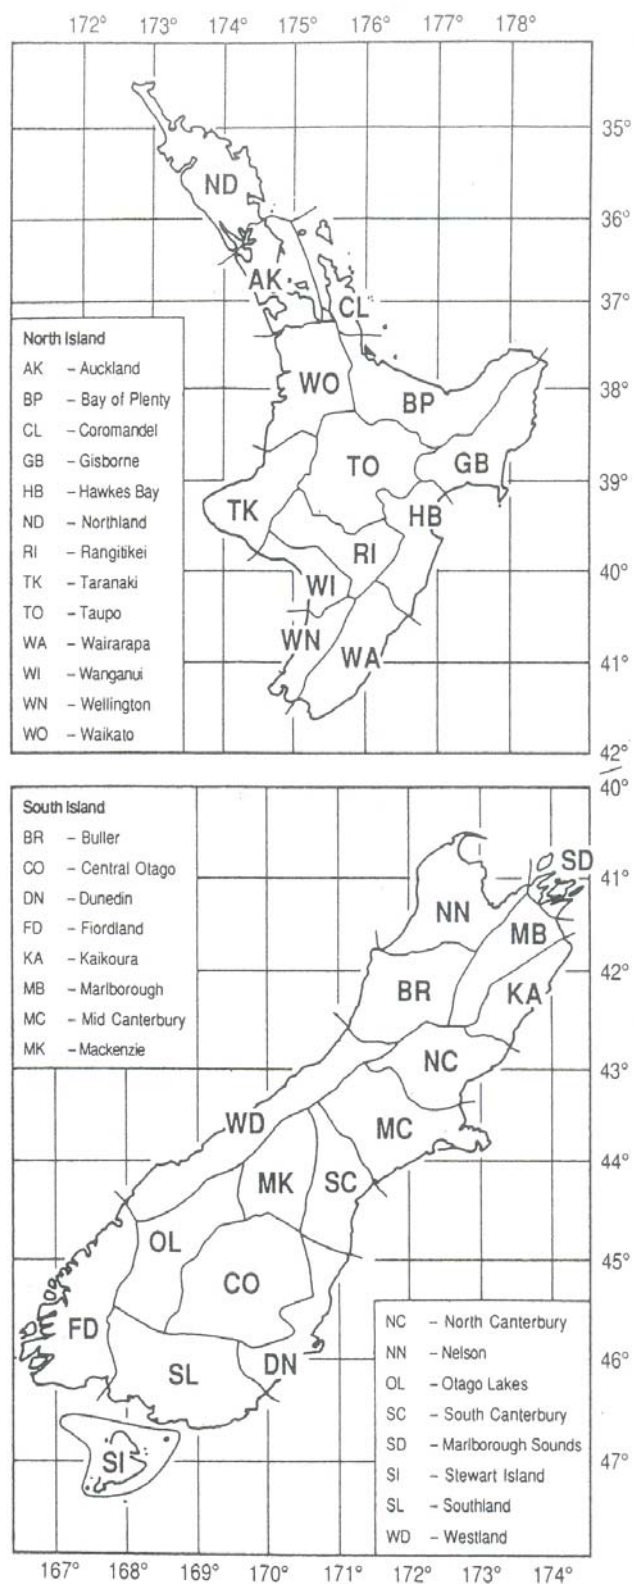 172° 173° 174° 175° 176° 177° 178°
35°
ND
36°
AK
CL
37°
North Island
AK – Auckland
BP – Bay of Plenty
CL – Coromandel
GB – Gisborne
HB – Hawkes Bay
ND – Northland
RI – Rangitikei
TK – Taranaki
TO – Taupo
WA – Wairarapa
WI – Wanganui
WN – Wellington
WO – Waikato
WO
38°
BP
TO
GB
39°
TK
HB
RI
40°
WI
WN
WA
41°
42°
40°
South Island
BR – Buller
CO – Central Otago
DN – Dunedin
FD – Fiordland
KA – Kaikoura
MB – Marlborough
MC – Mid Canterbury
MK – Mackenzie
SD
41°
NN
MB
42°
BR
KA
NC
43°
WD
MC
44°
MK
SC
OL
45°
CO
FD
46°
SL
DN
SI
47°
NC – North Canterbury
NN – Nelson
OL – Otago Lakes
SC – South Canterbury
SD – Marlborough Sounds
SI – Stewart Island
SL – Southland
WD – Westland
167° 168° 169° 170° 171° 172° 173° 174°